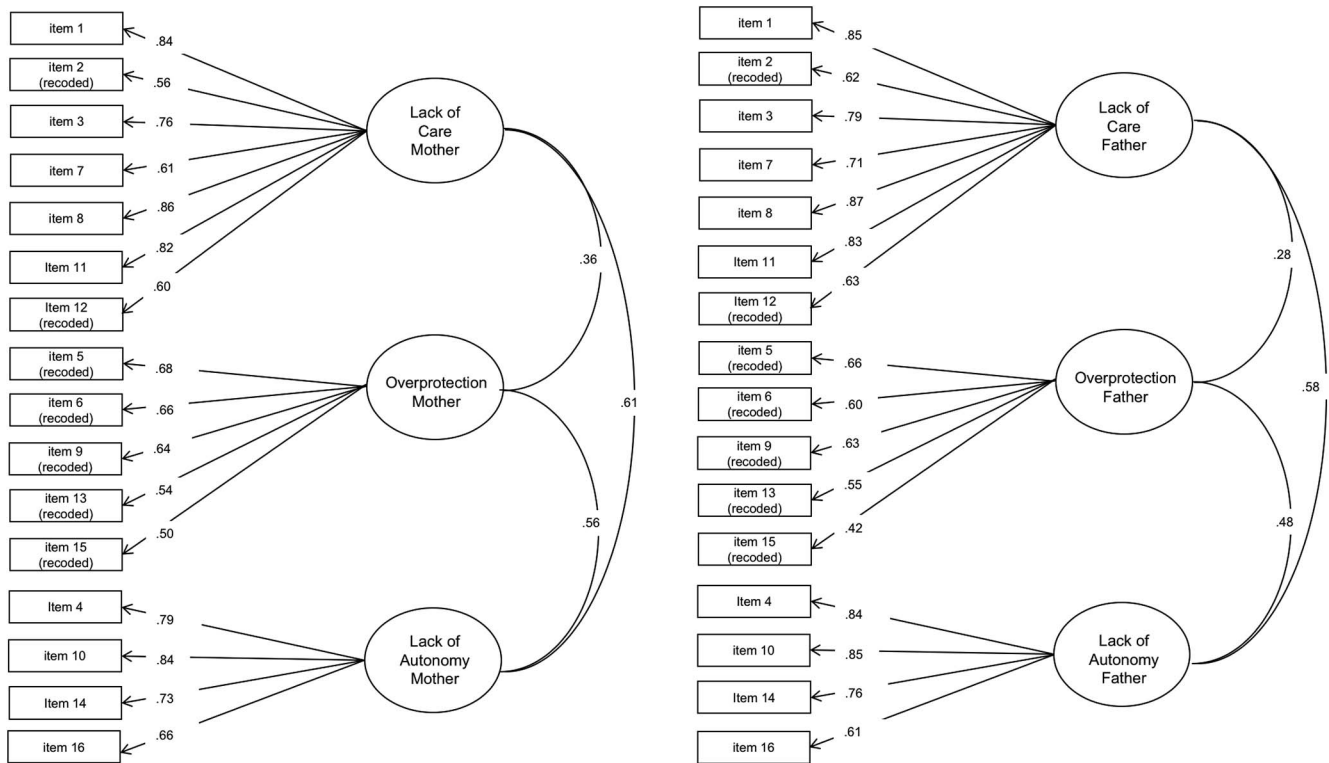 item 1
.84
item 2
(recoded)
.56
item 3
.76
item 7
.61
item 8
.86
Item 11
.82
Item 12
(recoded)
.60
Lack of
Care
Mother
item 5
(recoded)
.68
item 6
(recoded)
.66
item 9
(recoded)
.64
item 13
(recoded)
.54
item 15
(recoded)
.50
Overprotection
Mother
Item 4
.79
item 10
.84
Item 14
.73
item 16
.66
Lack of
Autonomy
Mother
.36
.61
.56
item 1
.85
item 2
(recoded)
.62
item 3
.79
item 7
.71
item 8
.87
Item 11
.83
Item 12
(recoded)
.63
Lack of
Care
Father
item 5
(recoded)
.66
item 6
(recoded)
.60
item 9
(recoded)
.63
item 13
(recoded)
.55
item 15
(recoded)
.42
Overprotection
Father
Item 4
.84
item 10
.85
Item 14
.76
item 16
.61
Lack of
Autonomy
Father
.28
.58
.48